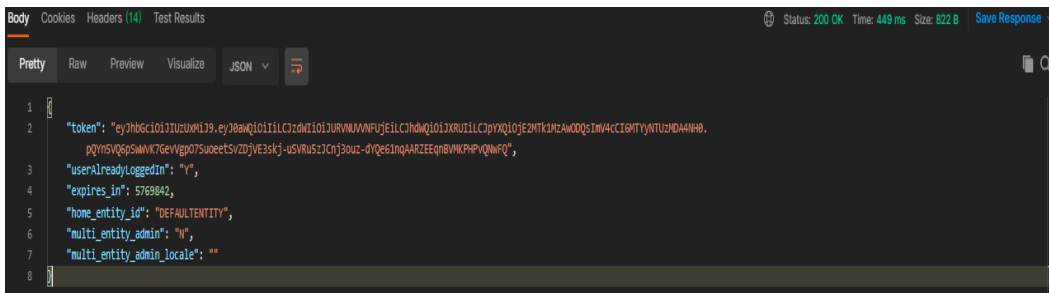 Body Cookies Headers (14) Test Results Status: 200 OK Time: 449 ms Size: 822 B Save Response
Pretty Raw Preview Visualize JSON
1 {
2 "token": "eyJhbGciOiJIUzUxMiJ9.eyJ0aWQiOiIiLCJzdWIiOiJURVNUVVNFUjEiLCJhdWQiOiJXRUIiLCJpYXQiOjE2MTk1MzAwODQsImV4cCI6MTYyNTUzMDA4NH0.
pQYn5VQ6pSwWvK7GevVgpO7SuoeetSvZDjVE3skj-uSVRu5zJCnj3ouz-dYQe61nqAARZEEqnBVMKPHPvQNwFQ",
3 "userAlreadyLoggedIn": "Y",
4 "expires_in": 5769842,
5 "home_entity_id": "DEFAULTENTITY",
6 "multi_entity_admin": "N",
7 "multi_entity_admin_locale": ""
8 }